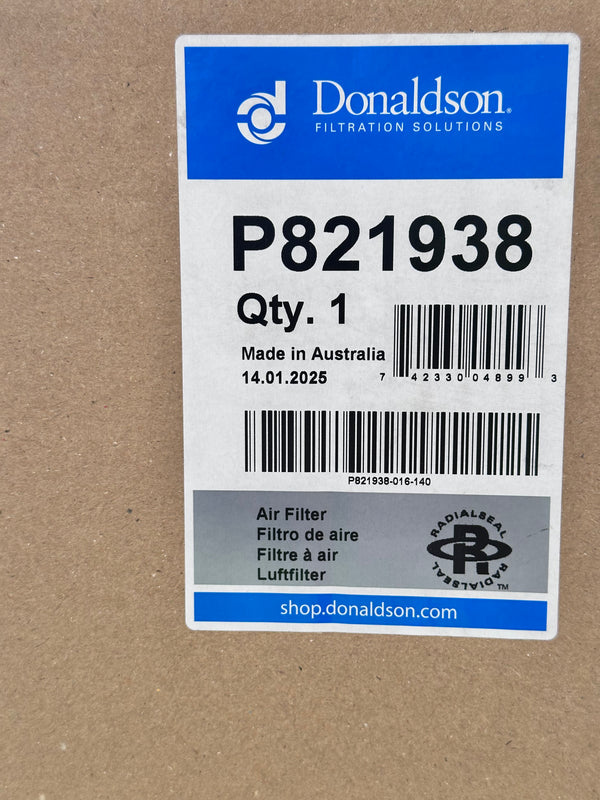 Donaldson®
FILTRATION SOLUTIONS
P821938
Qty. 1
Made in Australia
14.01.2025
7 42330 04899 3
P821938-016-140
Air Filter
Filtro de aire
Filtre à air
Luftfilter
RADIALSEAL
R
RADIALSEAL
TM
shop.donaldson.com